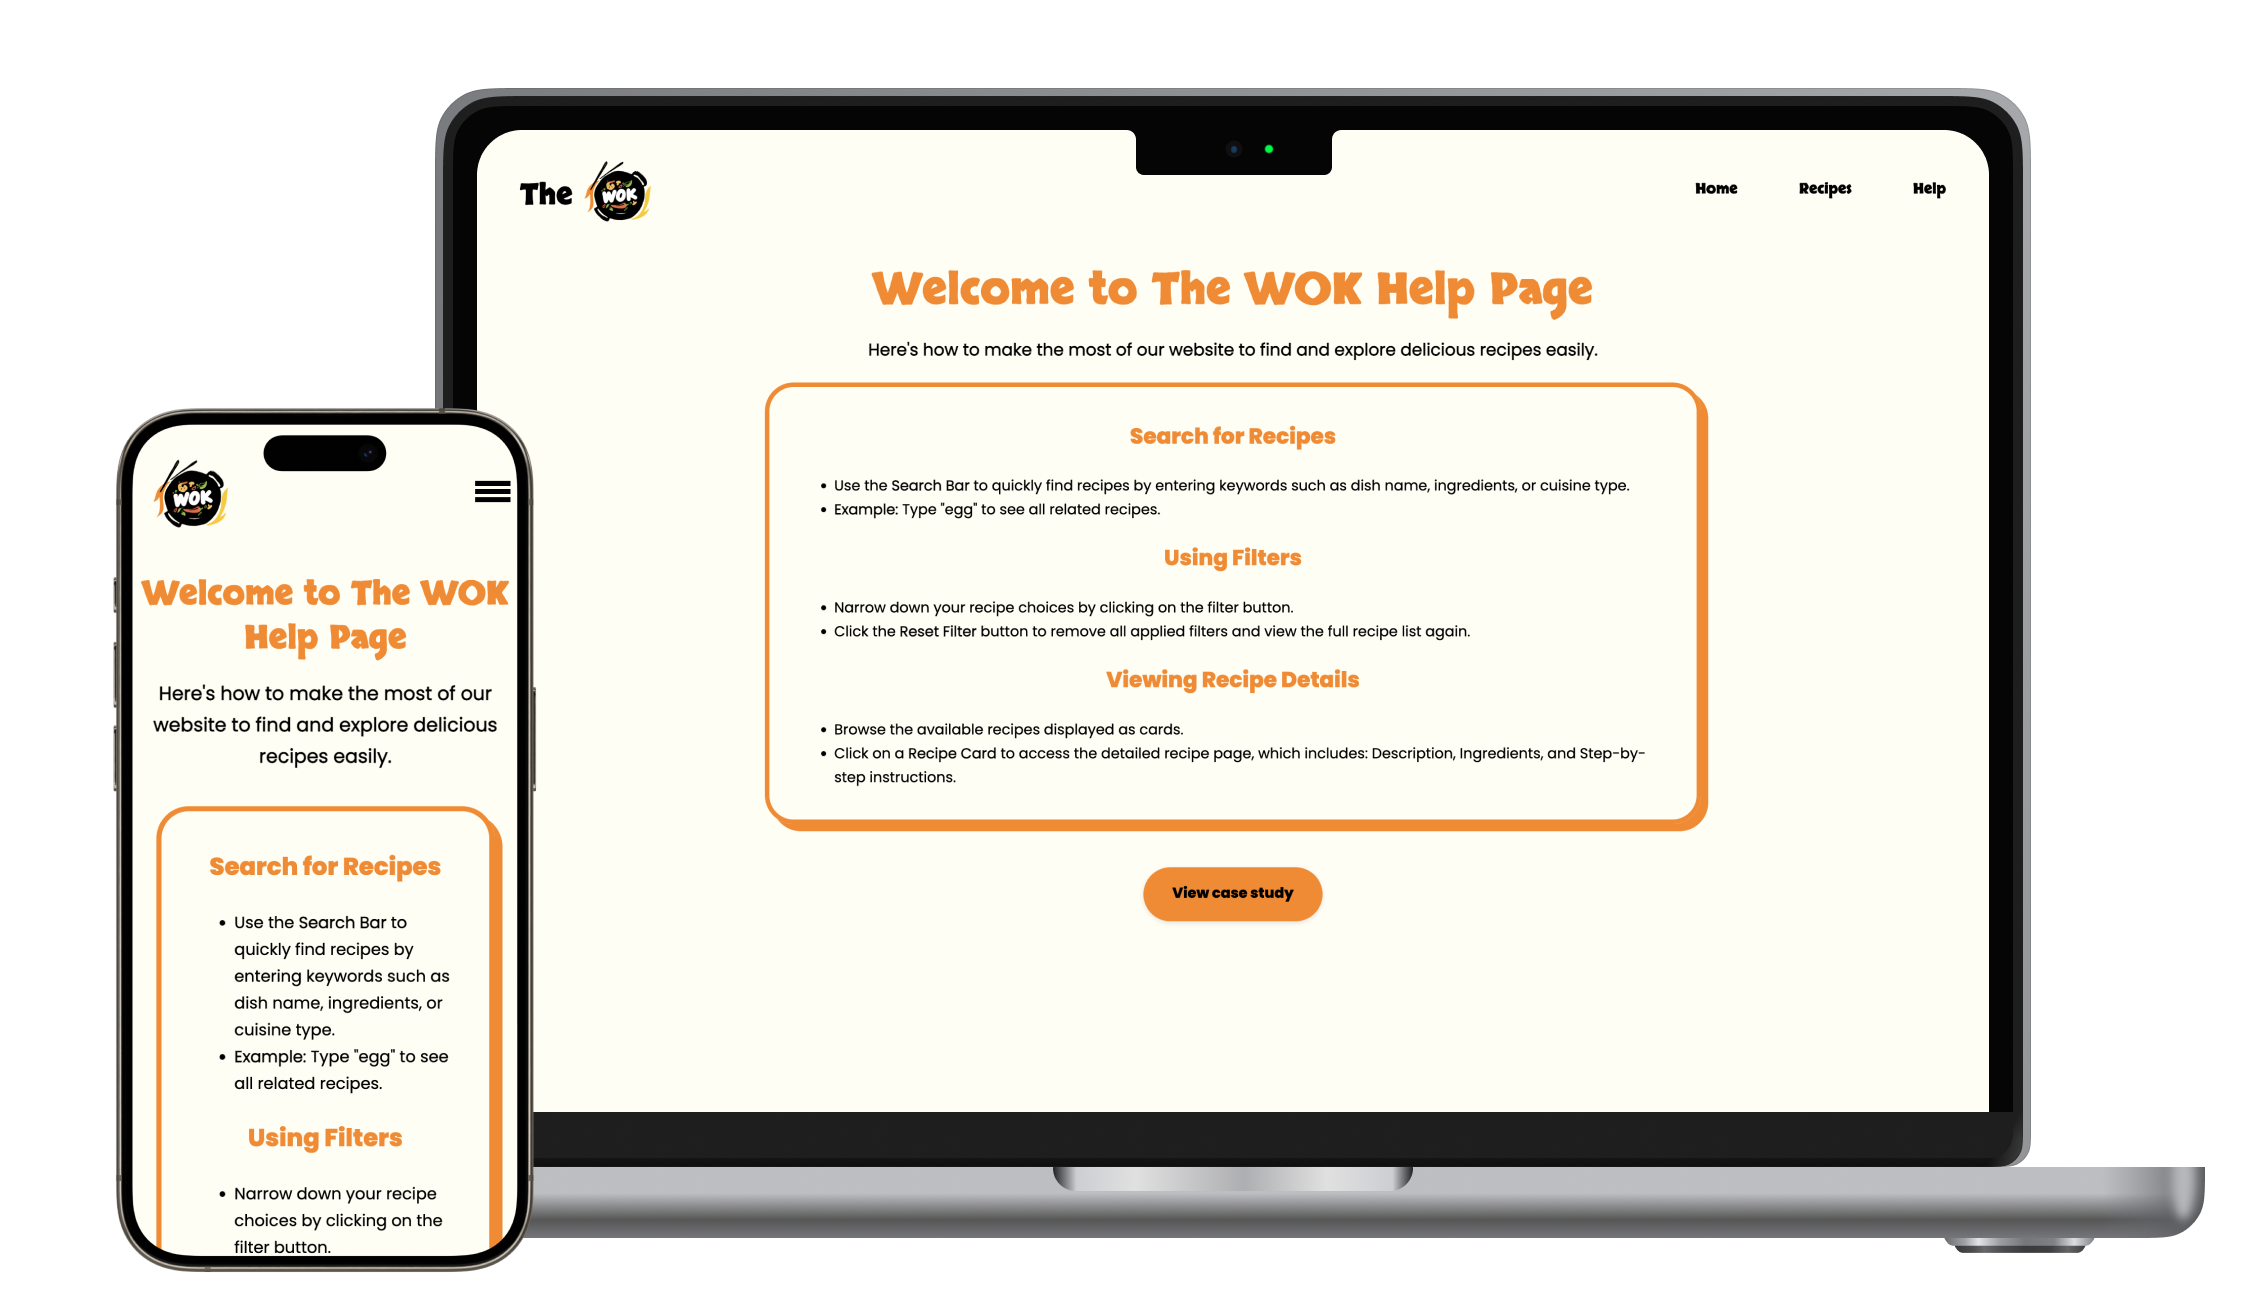 The WOK
Home Recipes Help
Welcome to The WOK Help Page
Here's how to make the most of our website to find and explore delicious recipes easily.
Search for Recipes
• Use the Search Bar to quickly find recipes by entering keywords such as dish name, ingredients, or cuisine type.
• Example: Type "egg" to see all related recipes.
Using Filters
• Narrow down your recipe choices by clicking on the filter button.
• Click the Reset Filter button to remove all applied filters and view the full recipe list again.
Viewing Recipe Details
• Browse the available recipes displayed as cards.
• Click on a Recipe Card to access the detailed recipe page, which includes: Description, Ingredients, and Step-by-
step instructions.
View case study
WOK
Welcome to The WOK
Help Page
Here's how to make the most of our
website to find and explore delicious
recipes easily.
Search for Recipes
• Use the Search Bar to
quickly find recipes by
entering keywords such as
dish name, ingredients, or
cuisine type.
• Example: Type "egg" to see
all related recipes.
Using Filters
• Narrow down your recipe
choices by clicking on the
filter button.